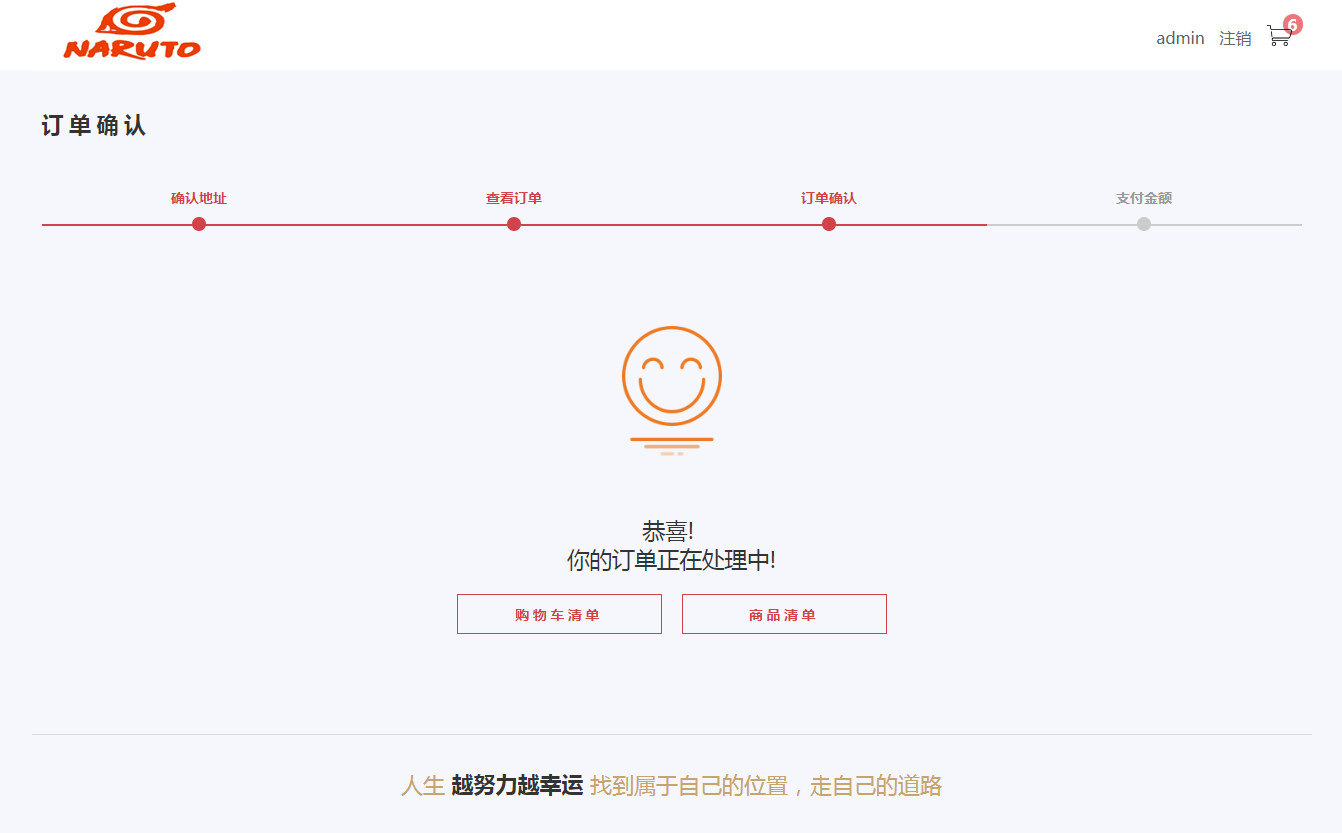 NARUTO
admin 注销 6
订单确认
确认地址 查看订单 订单确认 支付金额
恭喜!
你的订单正在处理中!
购物车清单 商品清单
人生 越努力越幸运 找到属于自己的位置，走自己的道路